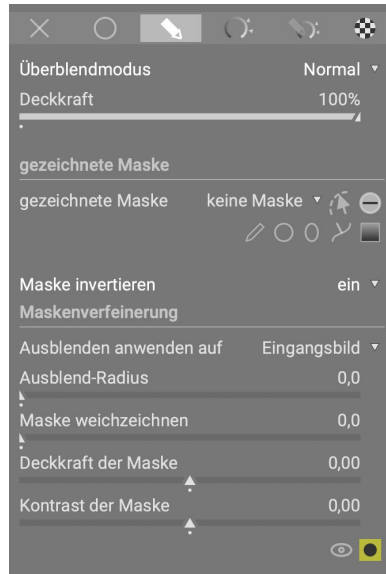 Überblendmodus Normal
Deckkraft 100%
gezeichnete Maske
gezeichnete Maske keine Maske
Maske invertieren ein
Maskenverfeinerung
Ausblenden anwenden auf Eingangsbild
Ausblend-Radius 0,0
Maske weichzeichnen 0,0
Deckkraft der Maske 0,00
Kontrast der Maske 0,00